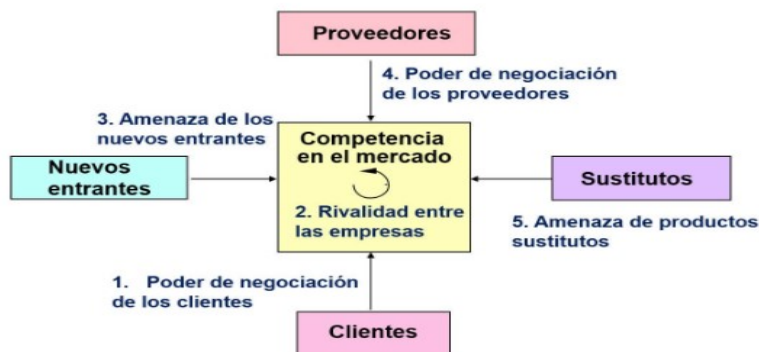 Proveedores
4. Poder de negociación
de los proveedores
3. Amenaza de los
nuevos entrantes
Competencia
en el mercado
Nuevos
entrantes
Sustitutos
2. Rivalidad entre
las empresas
5. Amenaza de productos
sustitutos
1. Poder de negociación
de los clientes
Clientes